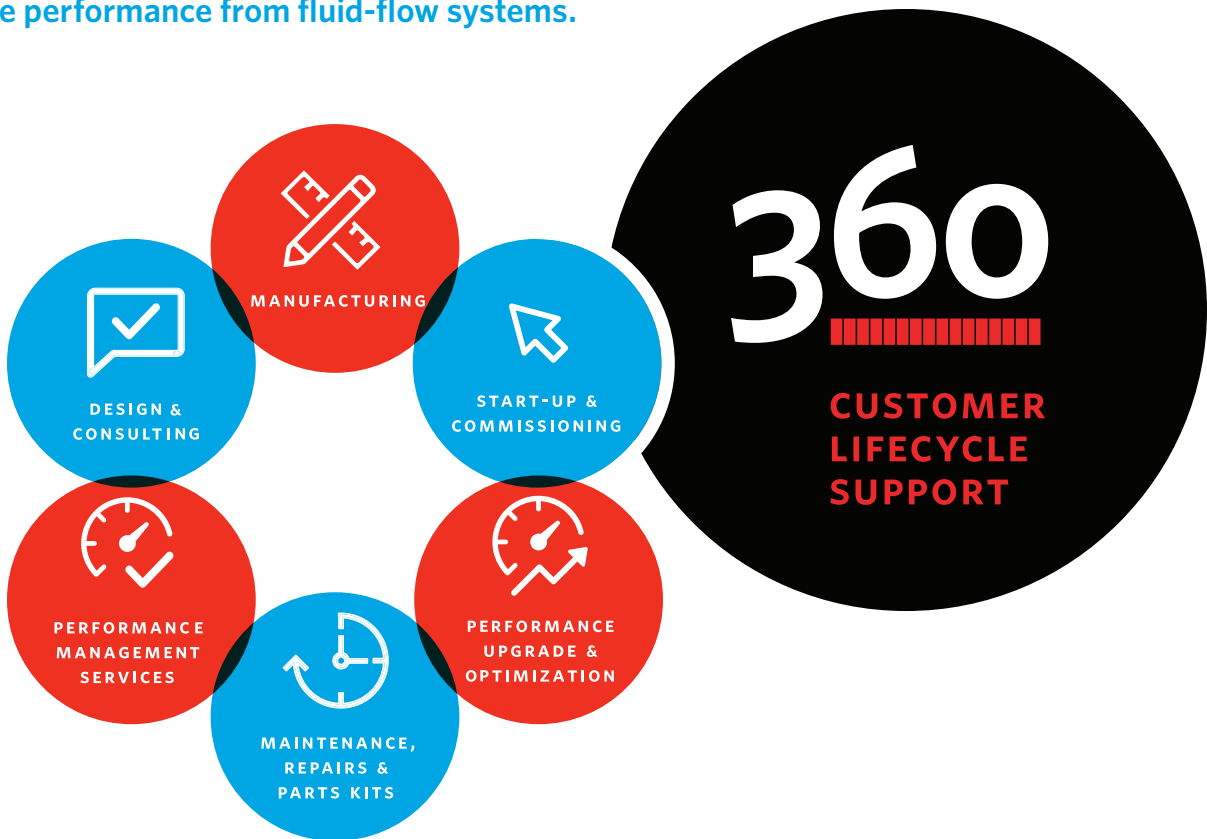 e performance from fluid-flow systems.
360
CUSTOMER
LIFECYCLE
SUPPORT
MANUFACTURING
DESIGN &
CONSULTING
START-UP &
COMMISSIONING
PERFORMANCE
MANAGEMENT
SERVICES
PERFORMANCE
UPGRADE &
OPTIMIZATION
MAINTENANCE,
REPAIRS &
PARTS KITS